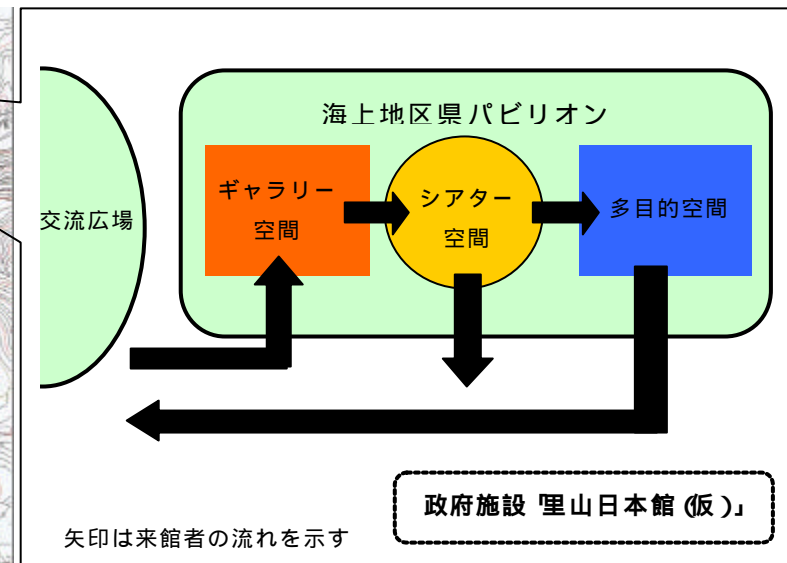 海上地区県パビリオン
ギャラリー
空間
シアター
空間
多目的空間
交流広場
政府施設「里山日本館(仮)」
矢印は来館者の流れを示す